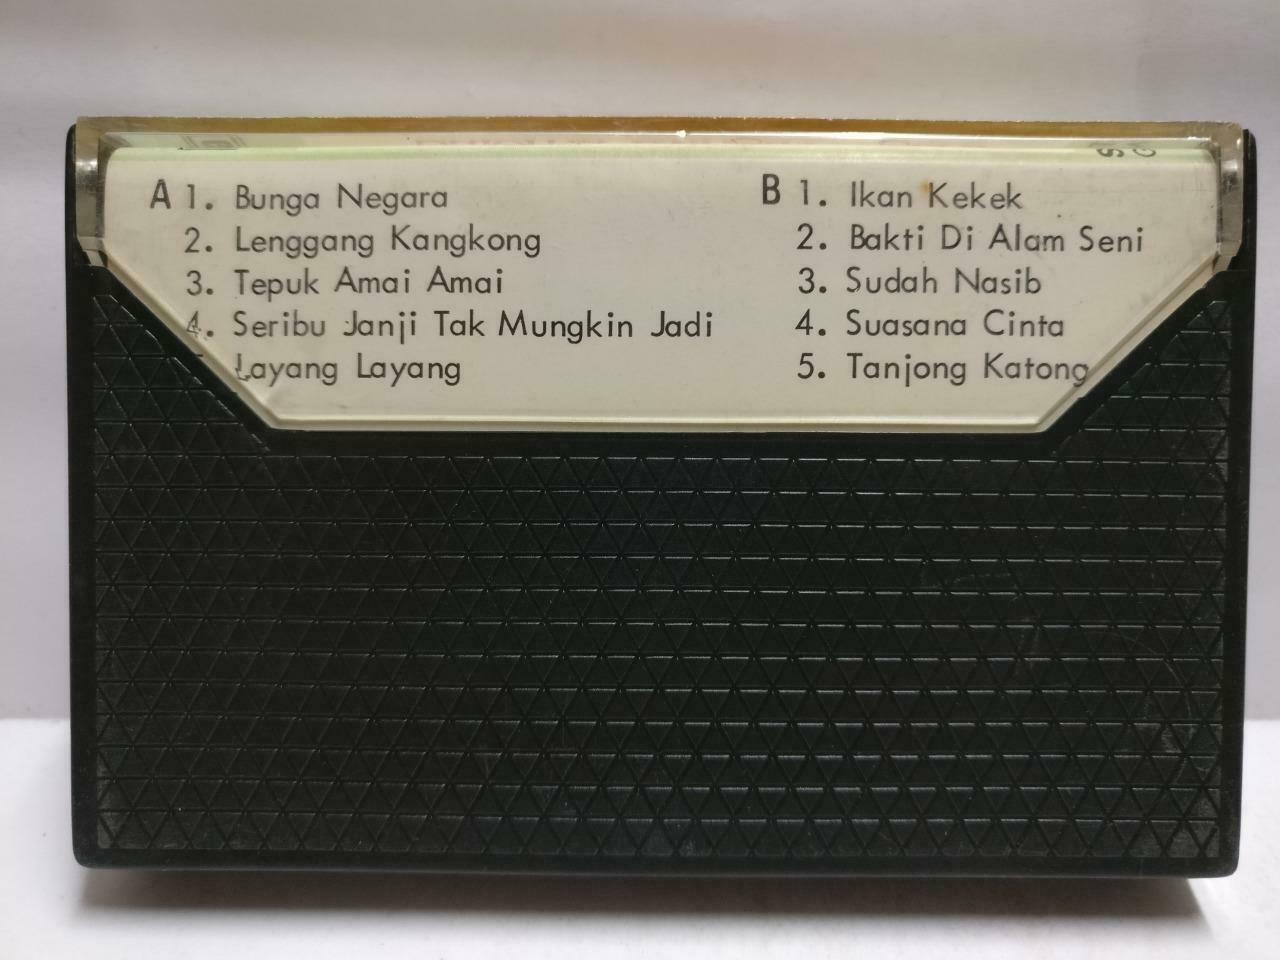 A 1. Bunga Negara
2. Lenggang Kangkong
3. Tepuk Amai Amai
4. Seribu Janji Tak Mungkin Jadi
Layang Layang
B 1. Ikan Kekek
2. Bakti Di Alam Seni
3. Sudah Nasib
4. Suasana Cinta
5. Tanjong Katong